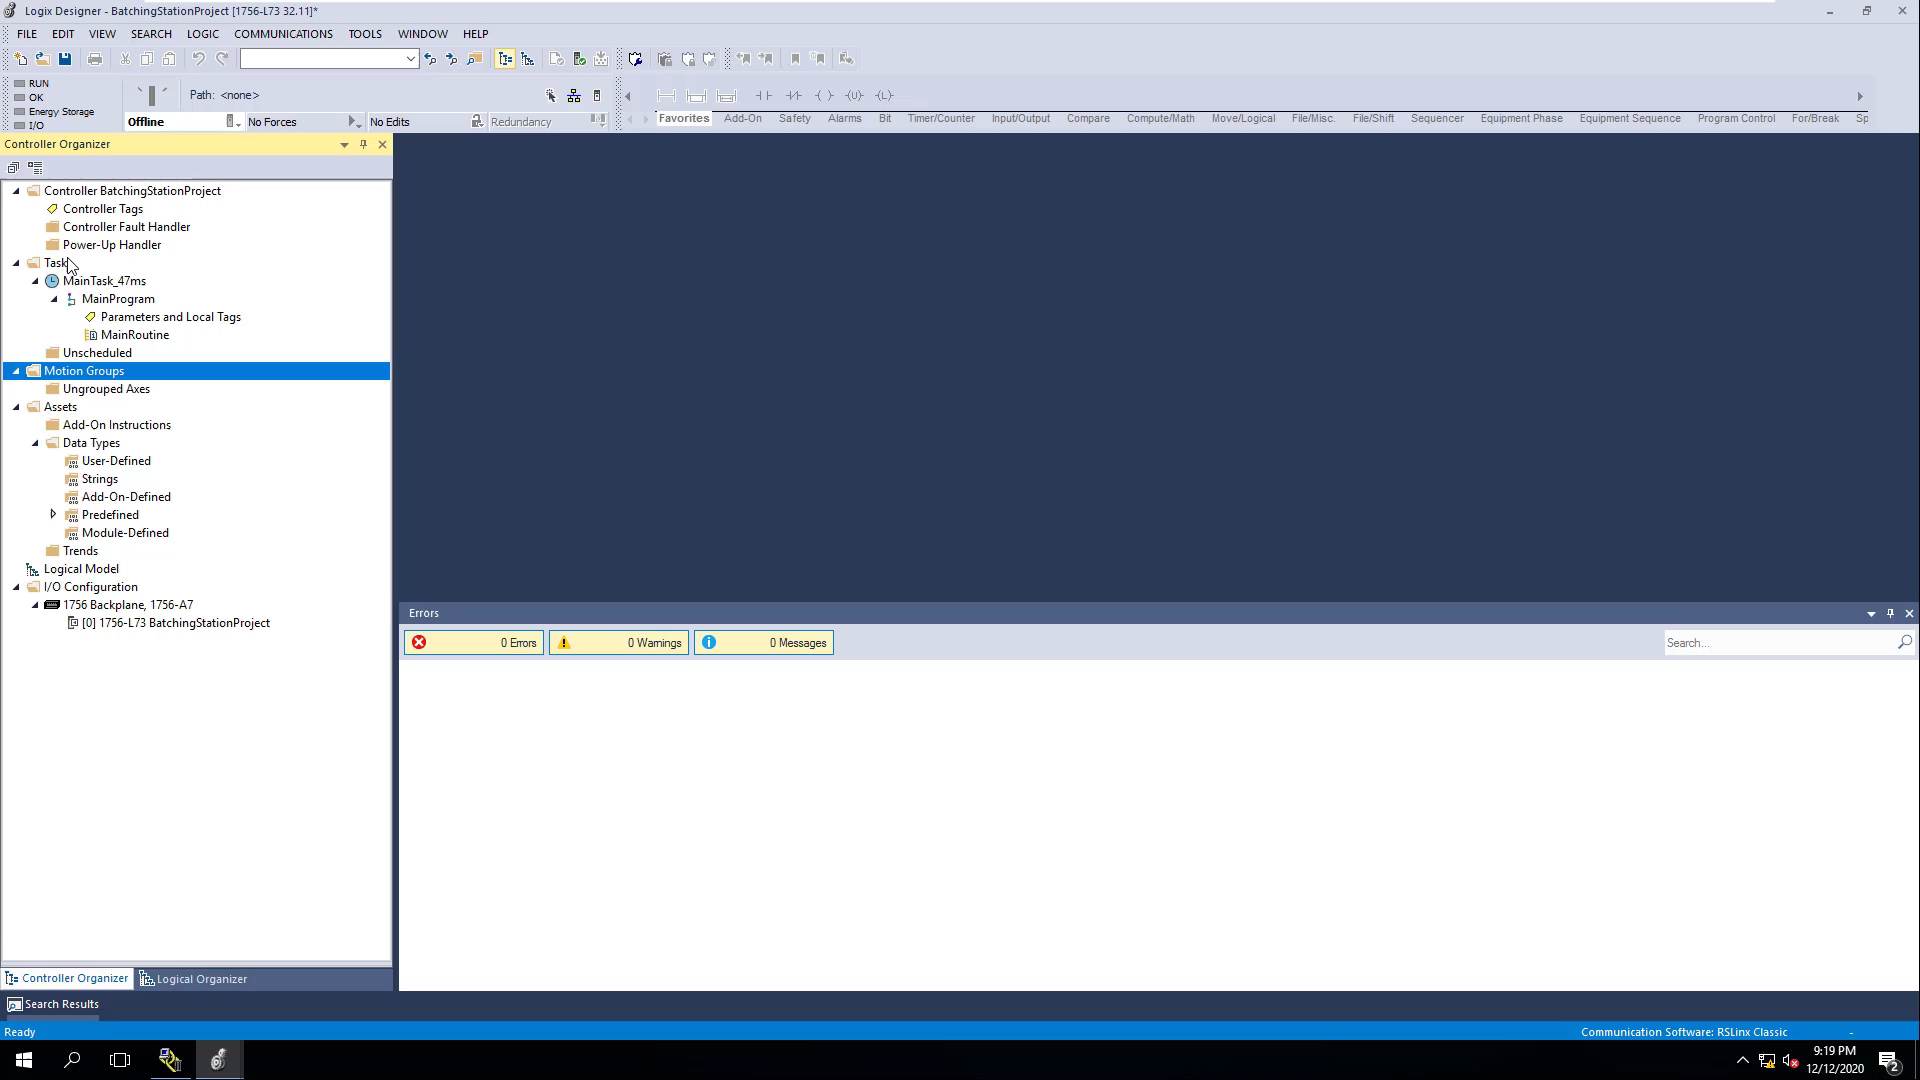 Logix Designer - BatchingStationProject [1756-L73 32.11]*
FILE EDIT VIEW SEARCH LOGIC COMMUNICATIONS TOOLS WINDOW HELP
RUN
OK
Energy Storage
I/O
Path: <none>
Offline No Forces No Edits Redundancy
Favorites Add-On Safety Alarms Bit Timer/Counter Input/Output Compare Compute/Math Move/Logical File/Misc. File/Shift Sequencer Equipment Phase Equipment Sequence Program Control For/Break Sp
Controller Organizer
Controller BatchingStationProject
Controller Tags
Controller Fault Handler
Power-Up Handler
Task
MainTask_47ms
MainProgram
Parameters and Local Tags
MainRoutine
Unscheduled
Motion Groups
Ungrouped Axes
Assets
Add-On Instructions
Data Types
User-Defined
Strings
Add-On-Defined
Predefined
Module-Defined
Trends
Logical Model
I/O Configuration
1756 Backplane, 1756-A7
[0] 1756-L73 BatchingStationProject
Errors
0 Errors 0 Warnings 0 Messages Search...
Controller Organizer Logical Organizer
Search Results
Ready Communication Software: RSLinx Classic -
9:19 PM
12/12/2020
2